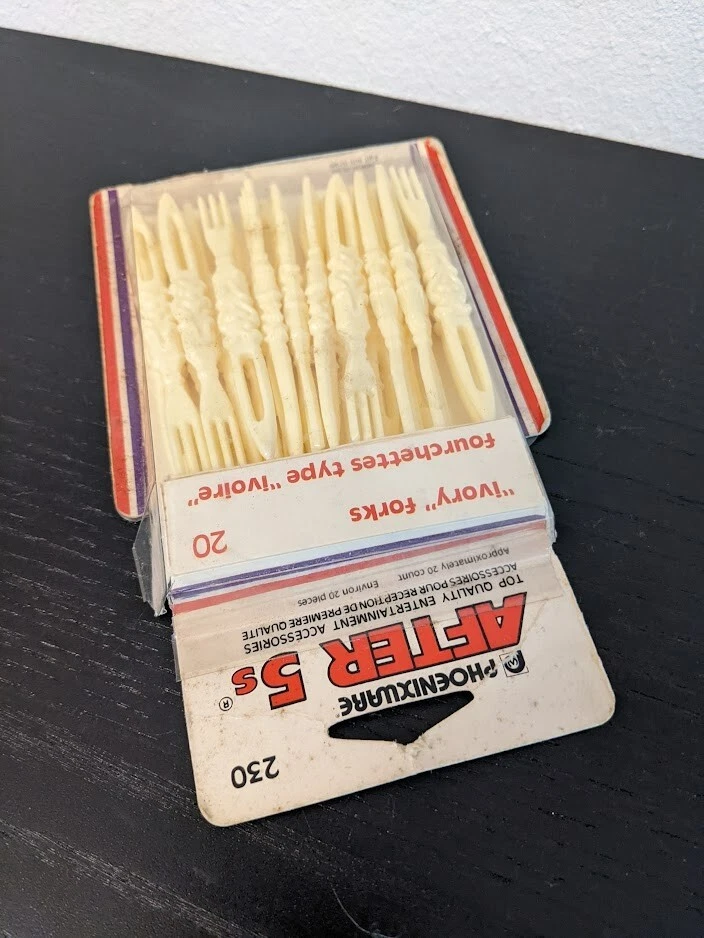 230
PHOENIXWARE
AFTER 5s®
TOP QUALITY ENTERTAINMENT ACCESSORIES
ACCESSOIRES POUR RECEPTION DE PREMIERE QUALITE
Approximately 20 count Environ 20 pièces
"ivory" forks 20
fourchettes type "ivoire"